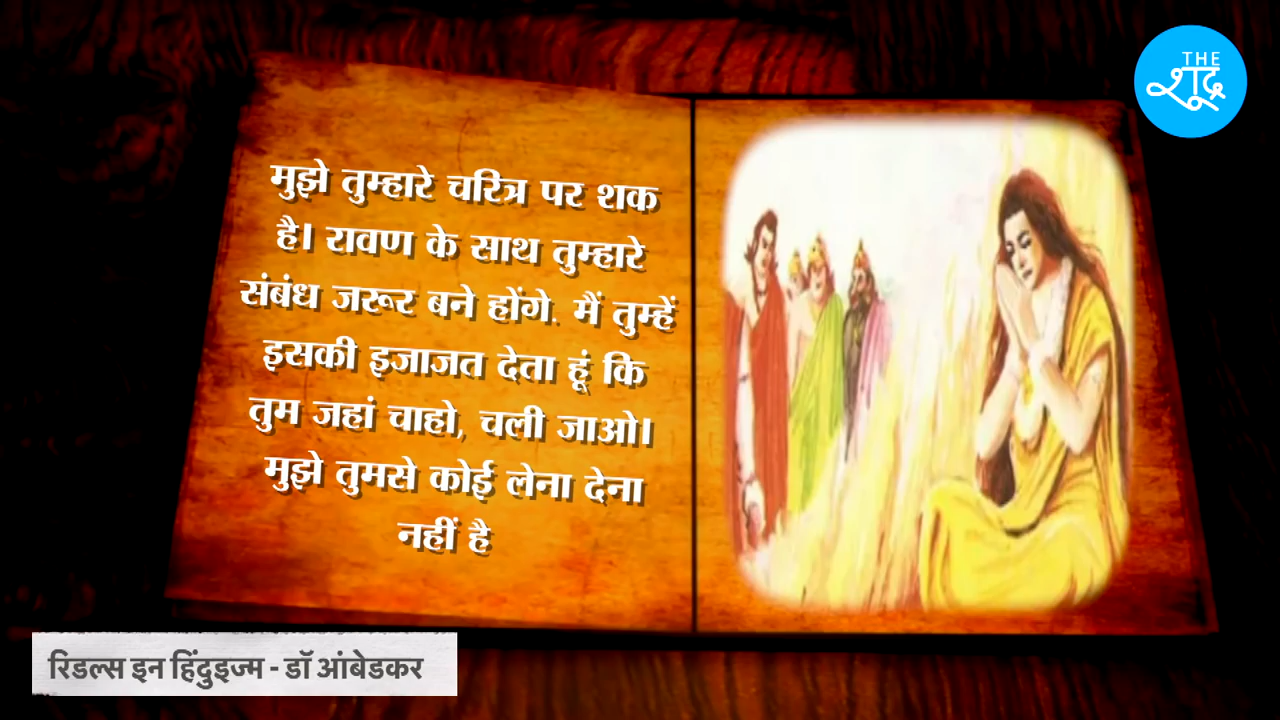 THE
शूद्र
मुझे तुम्हारे चरित्र पर शक
है। रावण के साथ तुम्हारे
संबंध जरूर बने होंगे. मैं तुम्हें
इसकी इजाजत देता हूं कि
तुम जहां चाहो, चली जाओ।
मुझे तुमसे कोई लेना देना
नहीं है
रिडल्स इन हिंदुइज्म - डॉ आंबेडकर